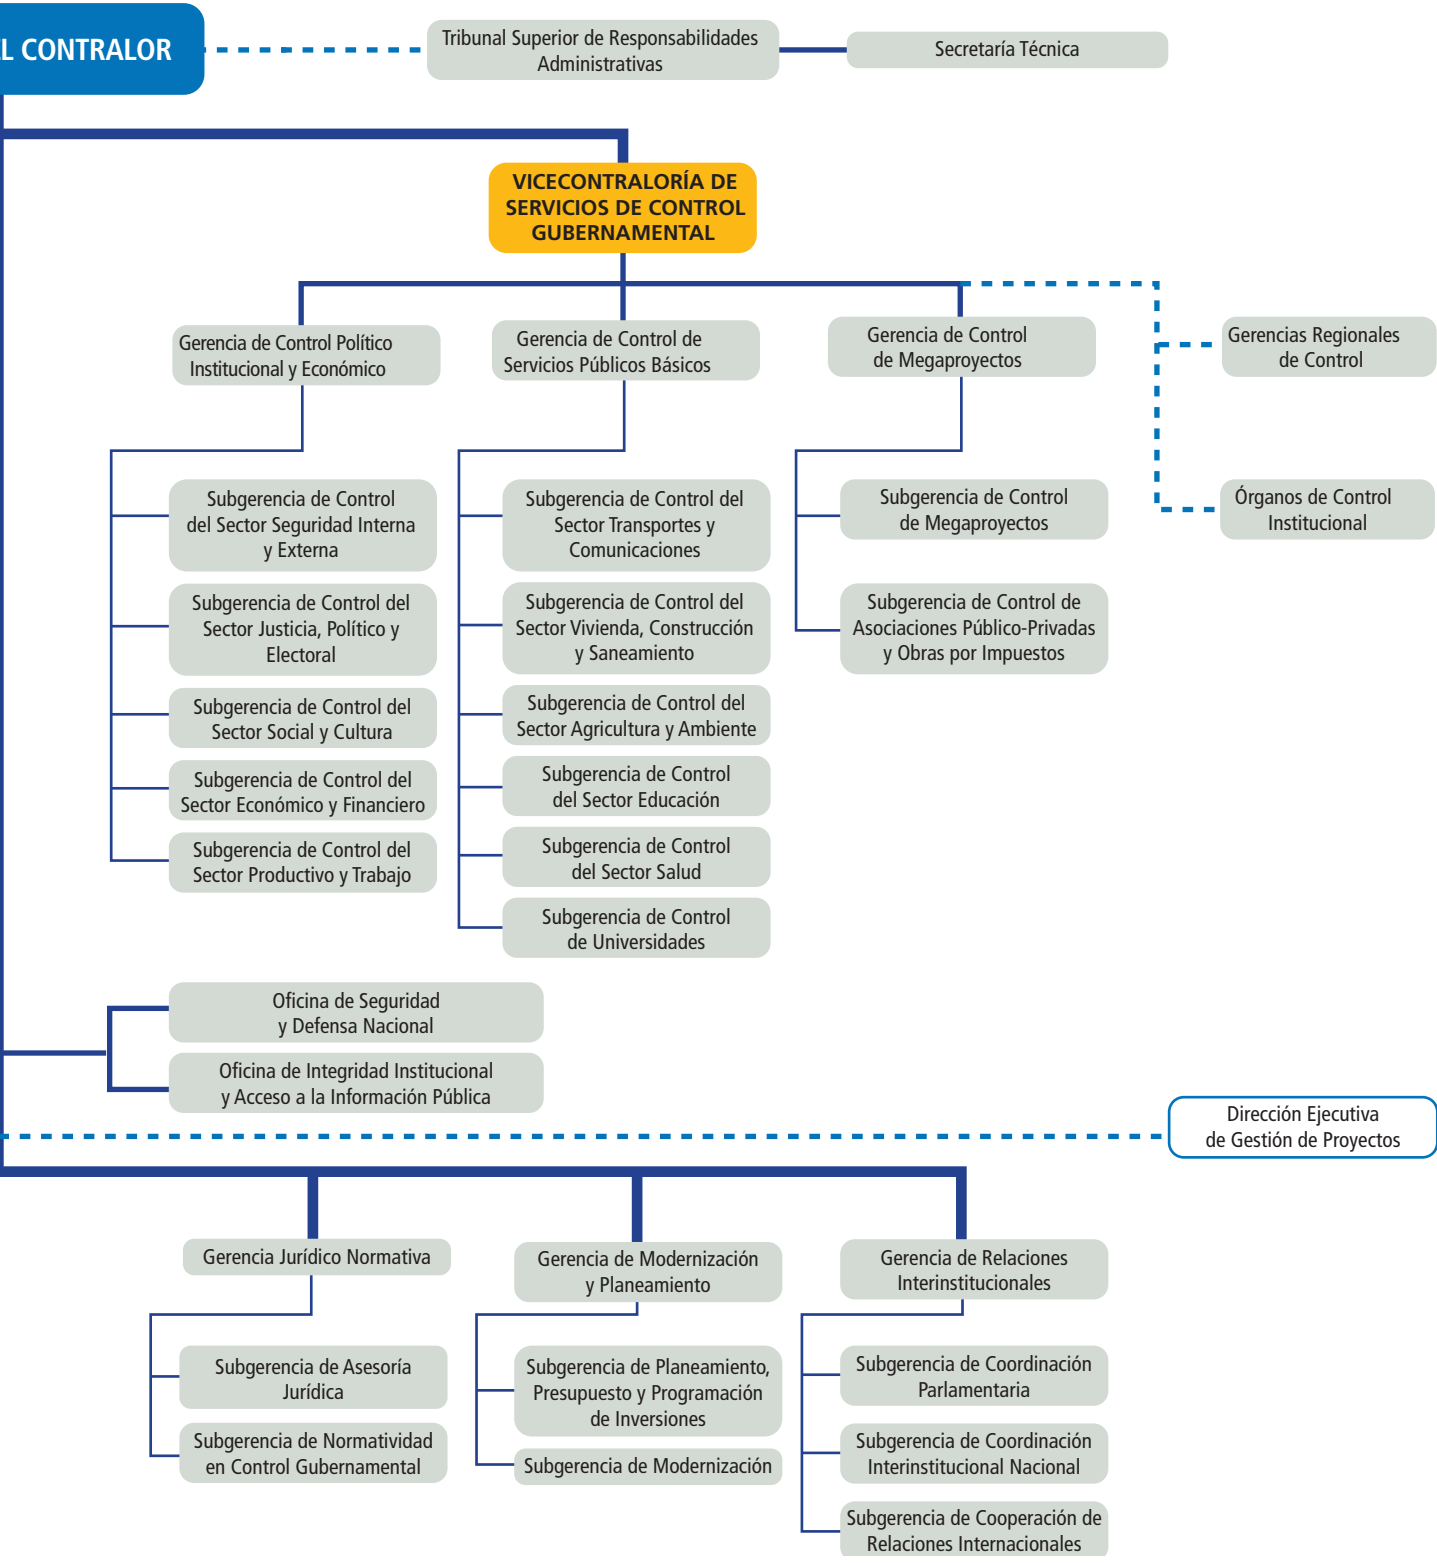 EL CONTRALOR
Tribunal Superior de Responsabilidades
Administrativas
Secretaría Técnica
VICECONTRALORÍA DE
SERVICIOS DE CONTROL
GUBERNAMENTAL
Gerencia de Control Político
Institucional y Económico
Gerencia de Control de
Servicios Públicos Básicos
Gerencia de Control
de Megaproyectos
Gerencias Regionales
de Control
Órganos de Control
Institucional
Subgerencia de Control
del Sector Seguridad Interna
y Externa
Subgerencia de Control del
Sector Justicia, Político y
Electoral
Subgerencia de Control del
Sector Social y Cultura
Subgerencia de Control del
Sector Económico y Financiero
Subgerencia de Control del
Sector Productivo y Trabajo
Subgerencia de Control del
Sector Transportes y
Comunicaciones
Subgerencia de Control del
Sector Vivienda, Construcción
y Saneamiento
Subgerencia de Control del
Sector Agricultura y Ambiente
Subgerencia de Control
del Sector Educación
Subgerencia de Control
del Sector Salud
Subgerencia de Control
de Universidades
Subgerencia de Control
de Megaproyectos
Subgerencia de Control de
Asociaciones Público-Privadas
y Obras por Impuestos
Oficina de Seguridad
y Defensa Nacional
Oficina de Integridad Institucional
y Acceso a la Información Pública
Dirección Ejecutiva
de Gestión de Proyectos
Gerencia Jurídico Normativa
Subgerencia de Asesoría
Jurídica
Subgerencia de Normatividad
en Control Gubernamental
Gerencia de Modernización
y Planeamiento
Subgerencia de Planeamiento,
Presupuesto y Programación
de Inversiones
Subgerencia de Modernización
Gerencia de Relaciones
Interinstitucionales
Subgerencia de Coordinación
Parlamentaria
Subgerencia de Coordinación
Interinstitucional Nacional
Subgerencia de Cooperación de
Relaciones Internacionales